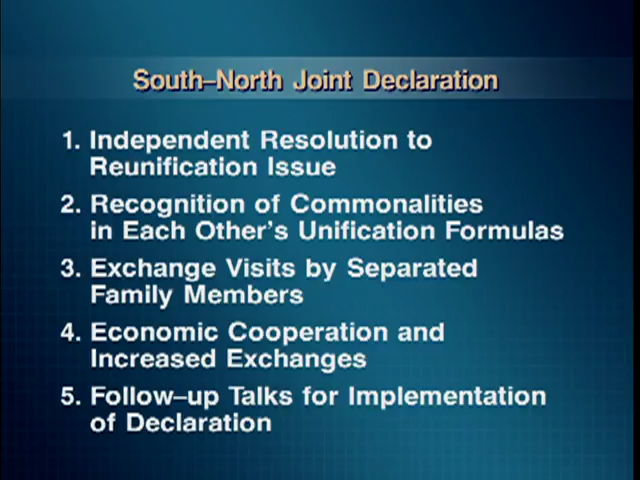 South–North Joint Declaration
1. Independent Resolution to
Reunification Issue
2. Recognition of Commonalities
in Each Other's Unification Formulas
3. Exchange Visits by Separated
Family Members
4. Economic Cooperation and
Increased Exchanges
5. Follow–up Talks for Implementation
of Declaration